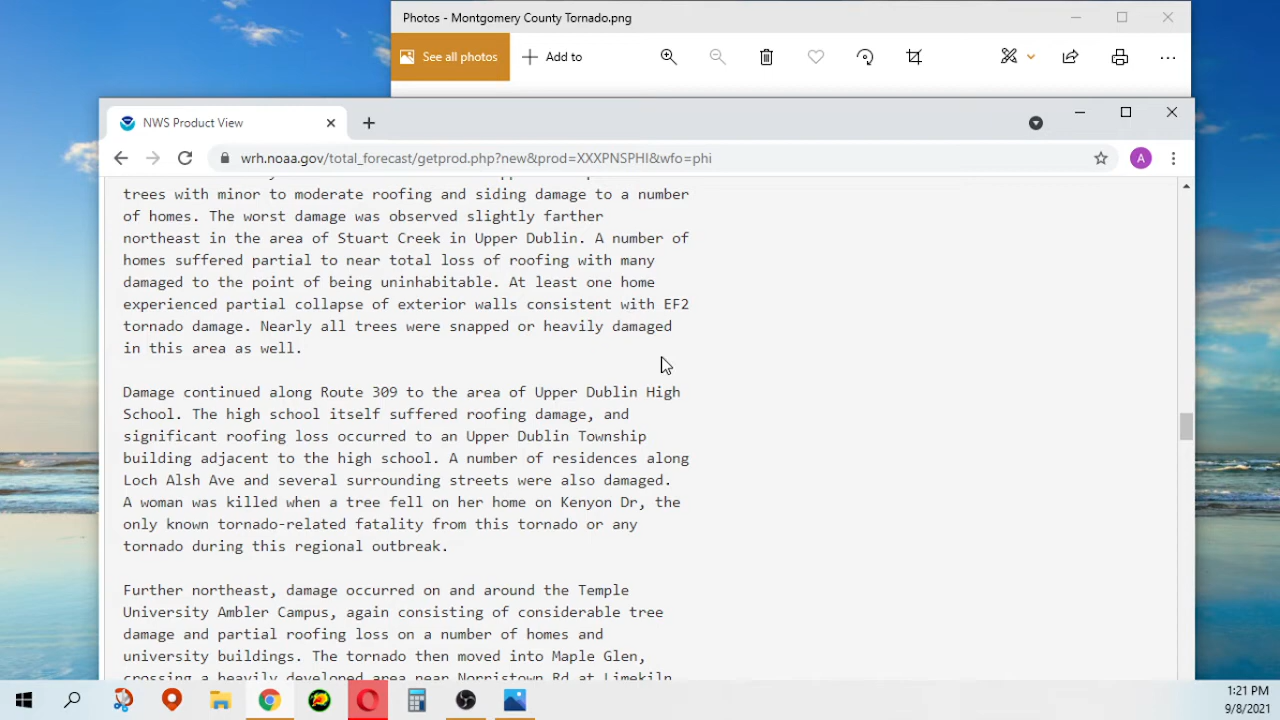 Photos - Montgomery County Tornado.png
See all photos
Add to
NWS Product View
wrh.noaa.gov/total_forecast/getprod.php?new&prod=XXXPNSPHI&wfo=phi
A
trees with minor to moderate roofing and siding damage to a number
of homes. The worst damage was observed slightly farther
northeast in the area of Stuart Creek in Upper Dublin. A number of
homes suffered partial to near total loss of roofing with many
damaged to the point of being uninhabitable. At least one home
experienced partial collapse of exterior walls consistent with EF2
tornado damage. Nearly all trees were snapped or heavily damaged
in this area as well.
Damage continued along Route 309 to the area of Upper Dublin High
School. The high school itself suffered roofing damage, and
significant roofing loss occurred to an Upper Dublin Township
building adjacent to the high school. A number of residences along
Loch Alsh Ave and several surrounding streets were also damaged.
A woman was killed when a tree fell on her home on Kenyon Dr, the
only known tornado-related fatality from this tornado or any
tornado during this regional outbreak.
Further northeast, damage occurred on and around the Temple
University Ambler Campus, again consisting of considerable tree
damage and partial roofing loss on a number of homes and
university buildings. The tornado then moved into Maple Glen,
crossing a heavily developed area near Norristown Rd at Limekiln
1:21 PM
9/8/2021